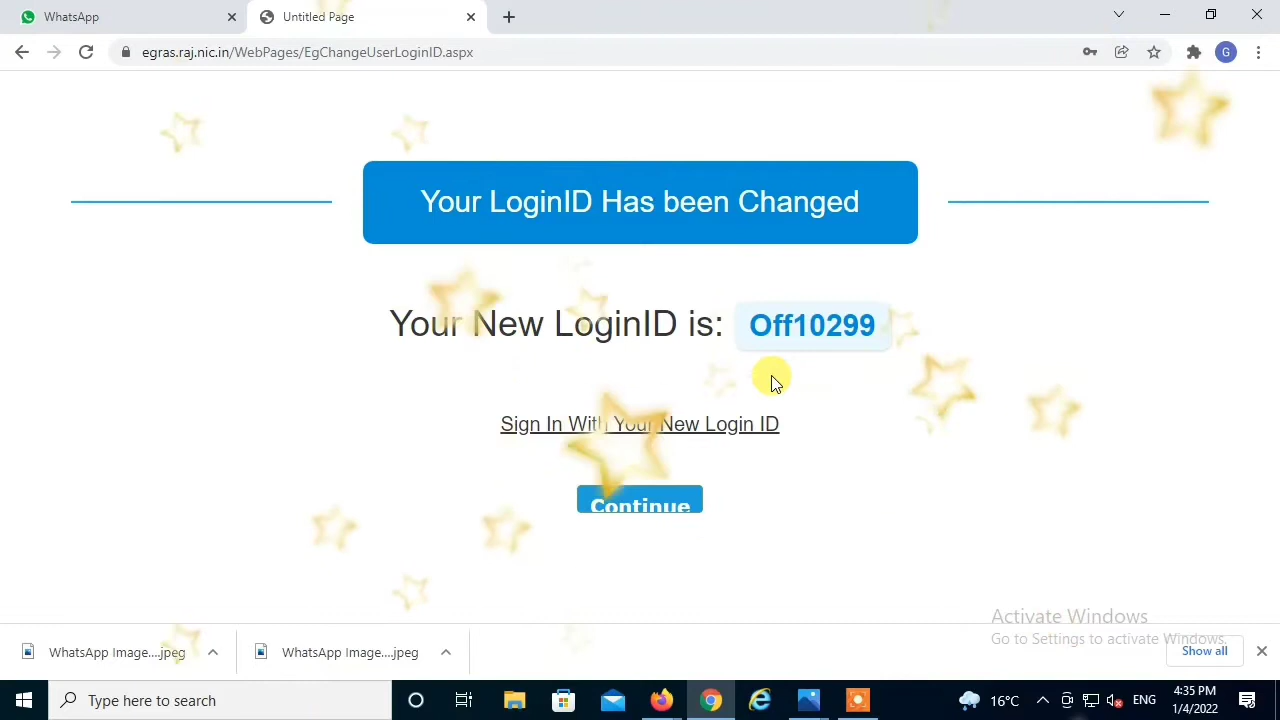 WhatsApp
Untitled Page
egras.raj.nic.in/WebPages/EgChangeUserLoginID.aspx
G
Your LoginID Has been Changed
Your New LoginID is: Off10299
Sign In With Your New Login ID
Continue
Activate Windows
Go to Settings to activate Windows.
WhatsApp Image....jpeg
WhatsApp Image....jpeg
Show all
Type here to search
16°C
ENG
4:35 PM
1/4/2022